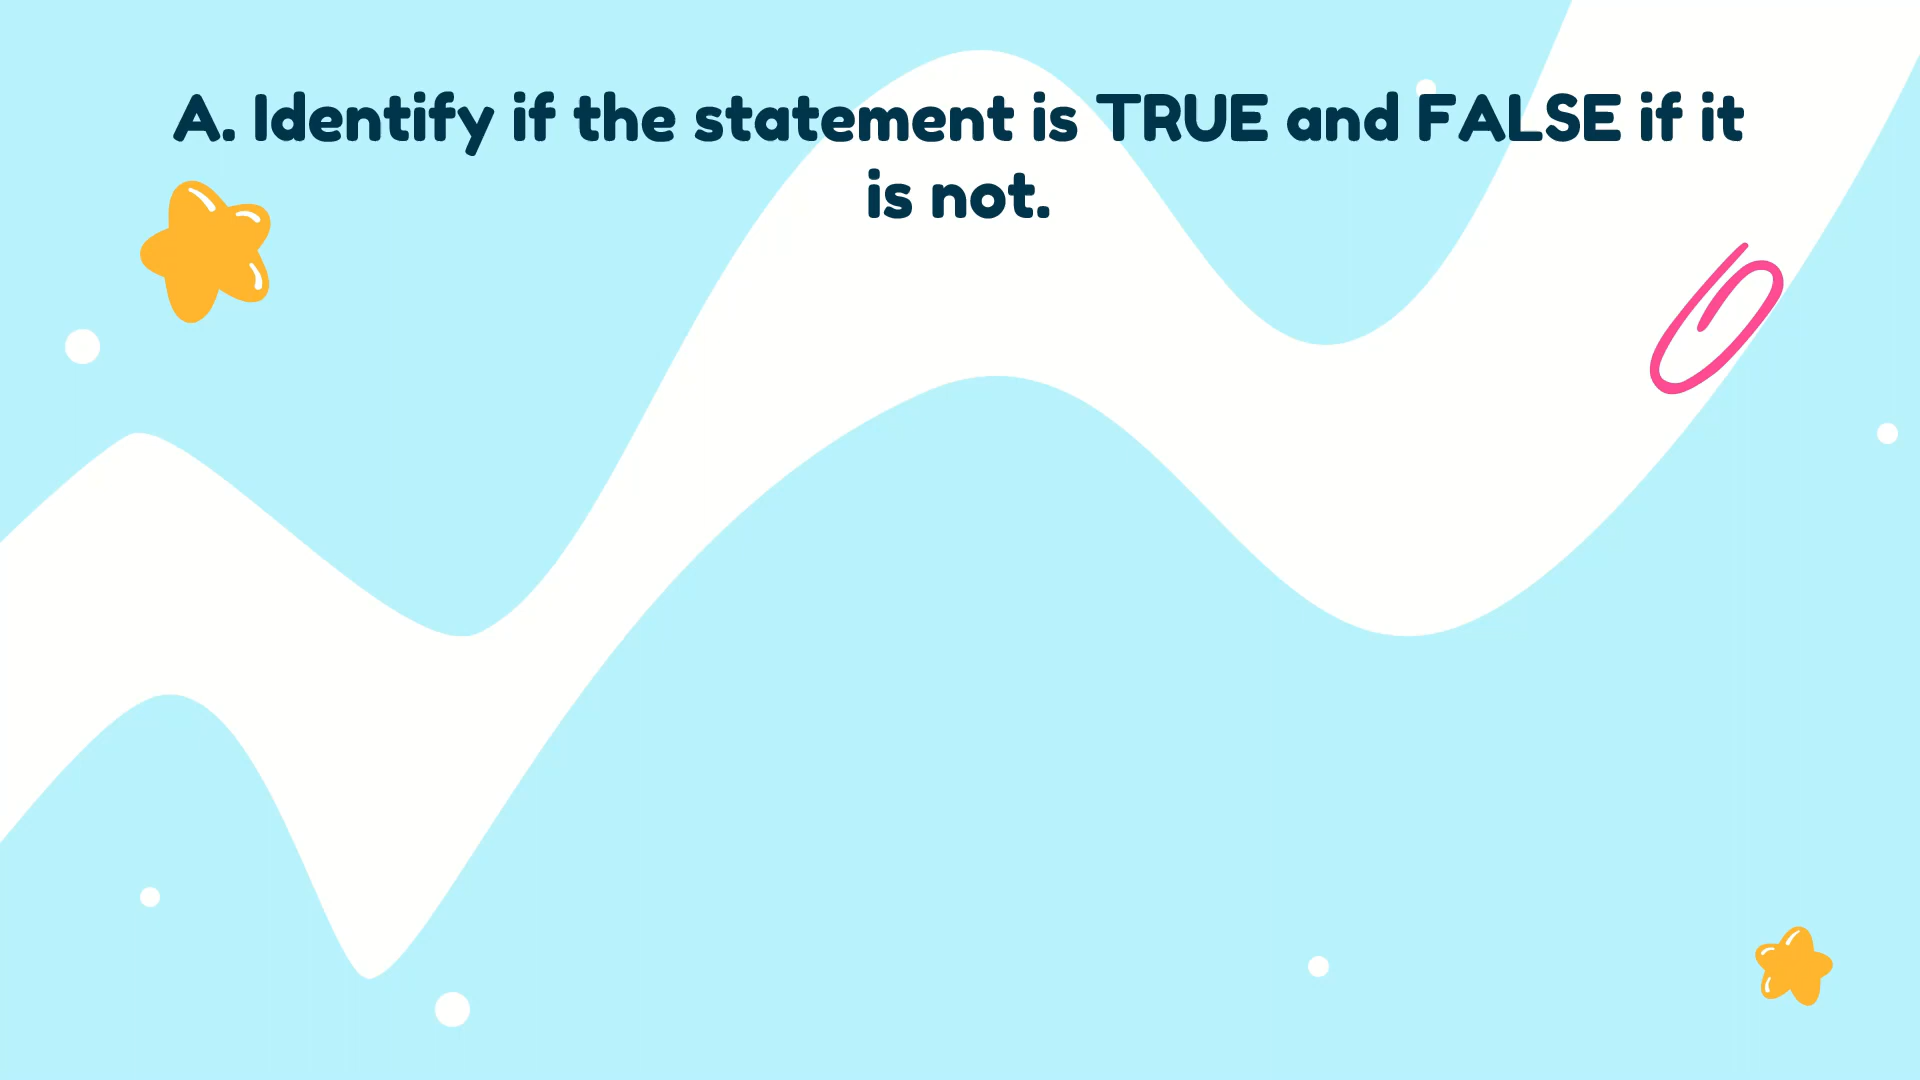 A. Identify if the statement is TRUE and FALSE if it
is not.